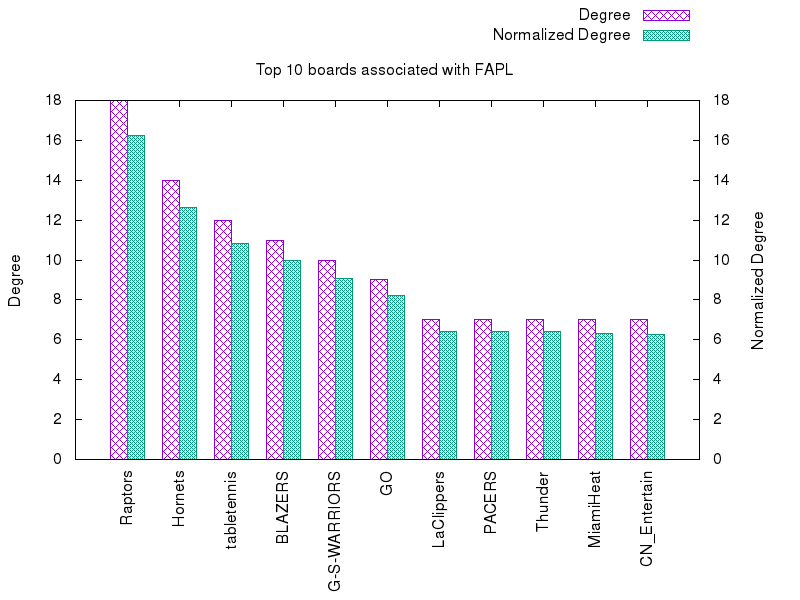 Degree
Normalized Degree
Top 10 boards associated with FAPL
18
16
14
12
10
8
6
4
2
0
18
16
14
12
10
8
6
4
2
0
Degree
Normalized Degree
Raptors
Hornets
tabletennis
BLAZERS
G-S-WARRIORS
GO
LaClippers
PACERS
Thunder
MiamiHeat
CN_Entertain